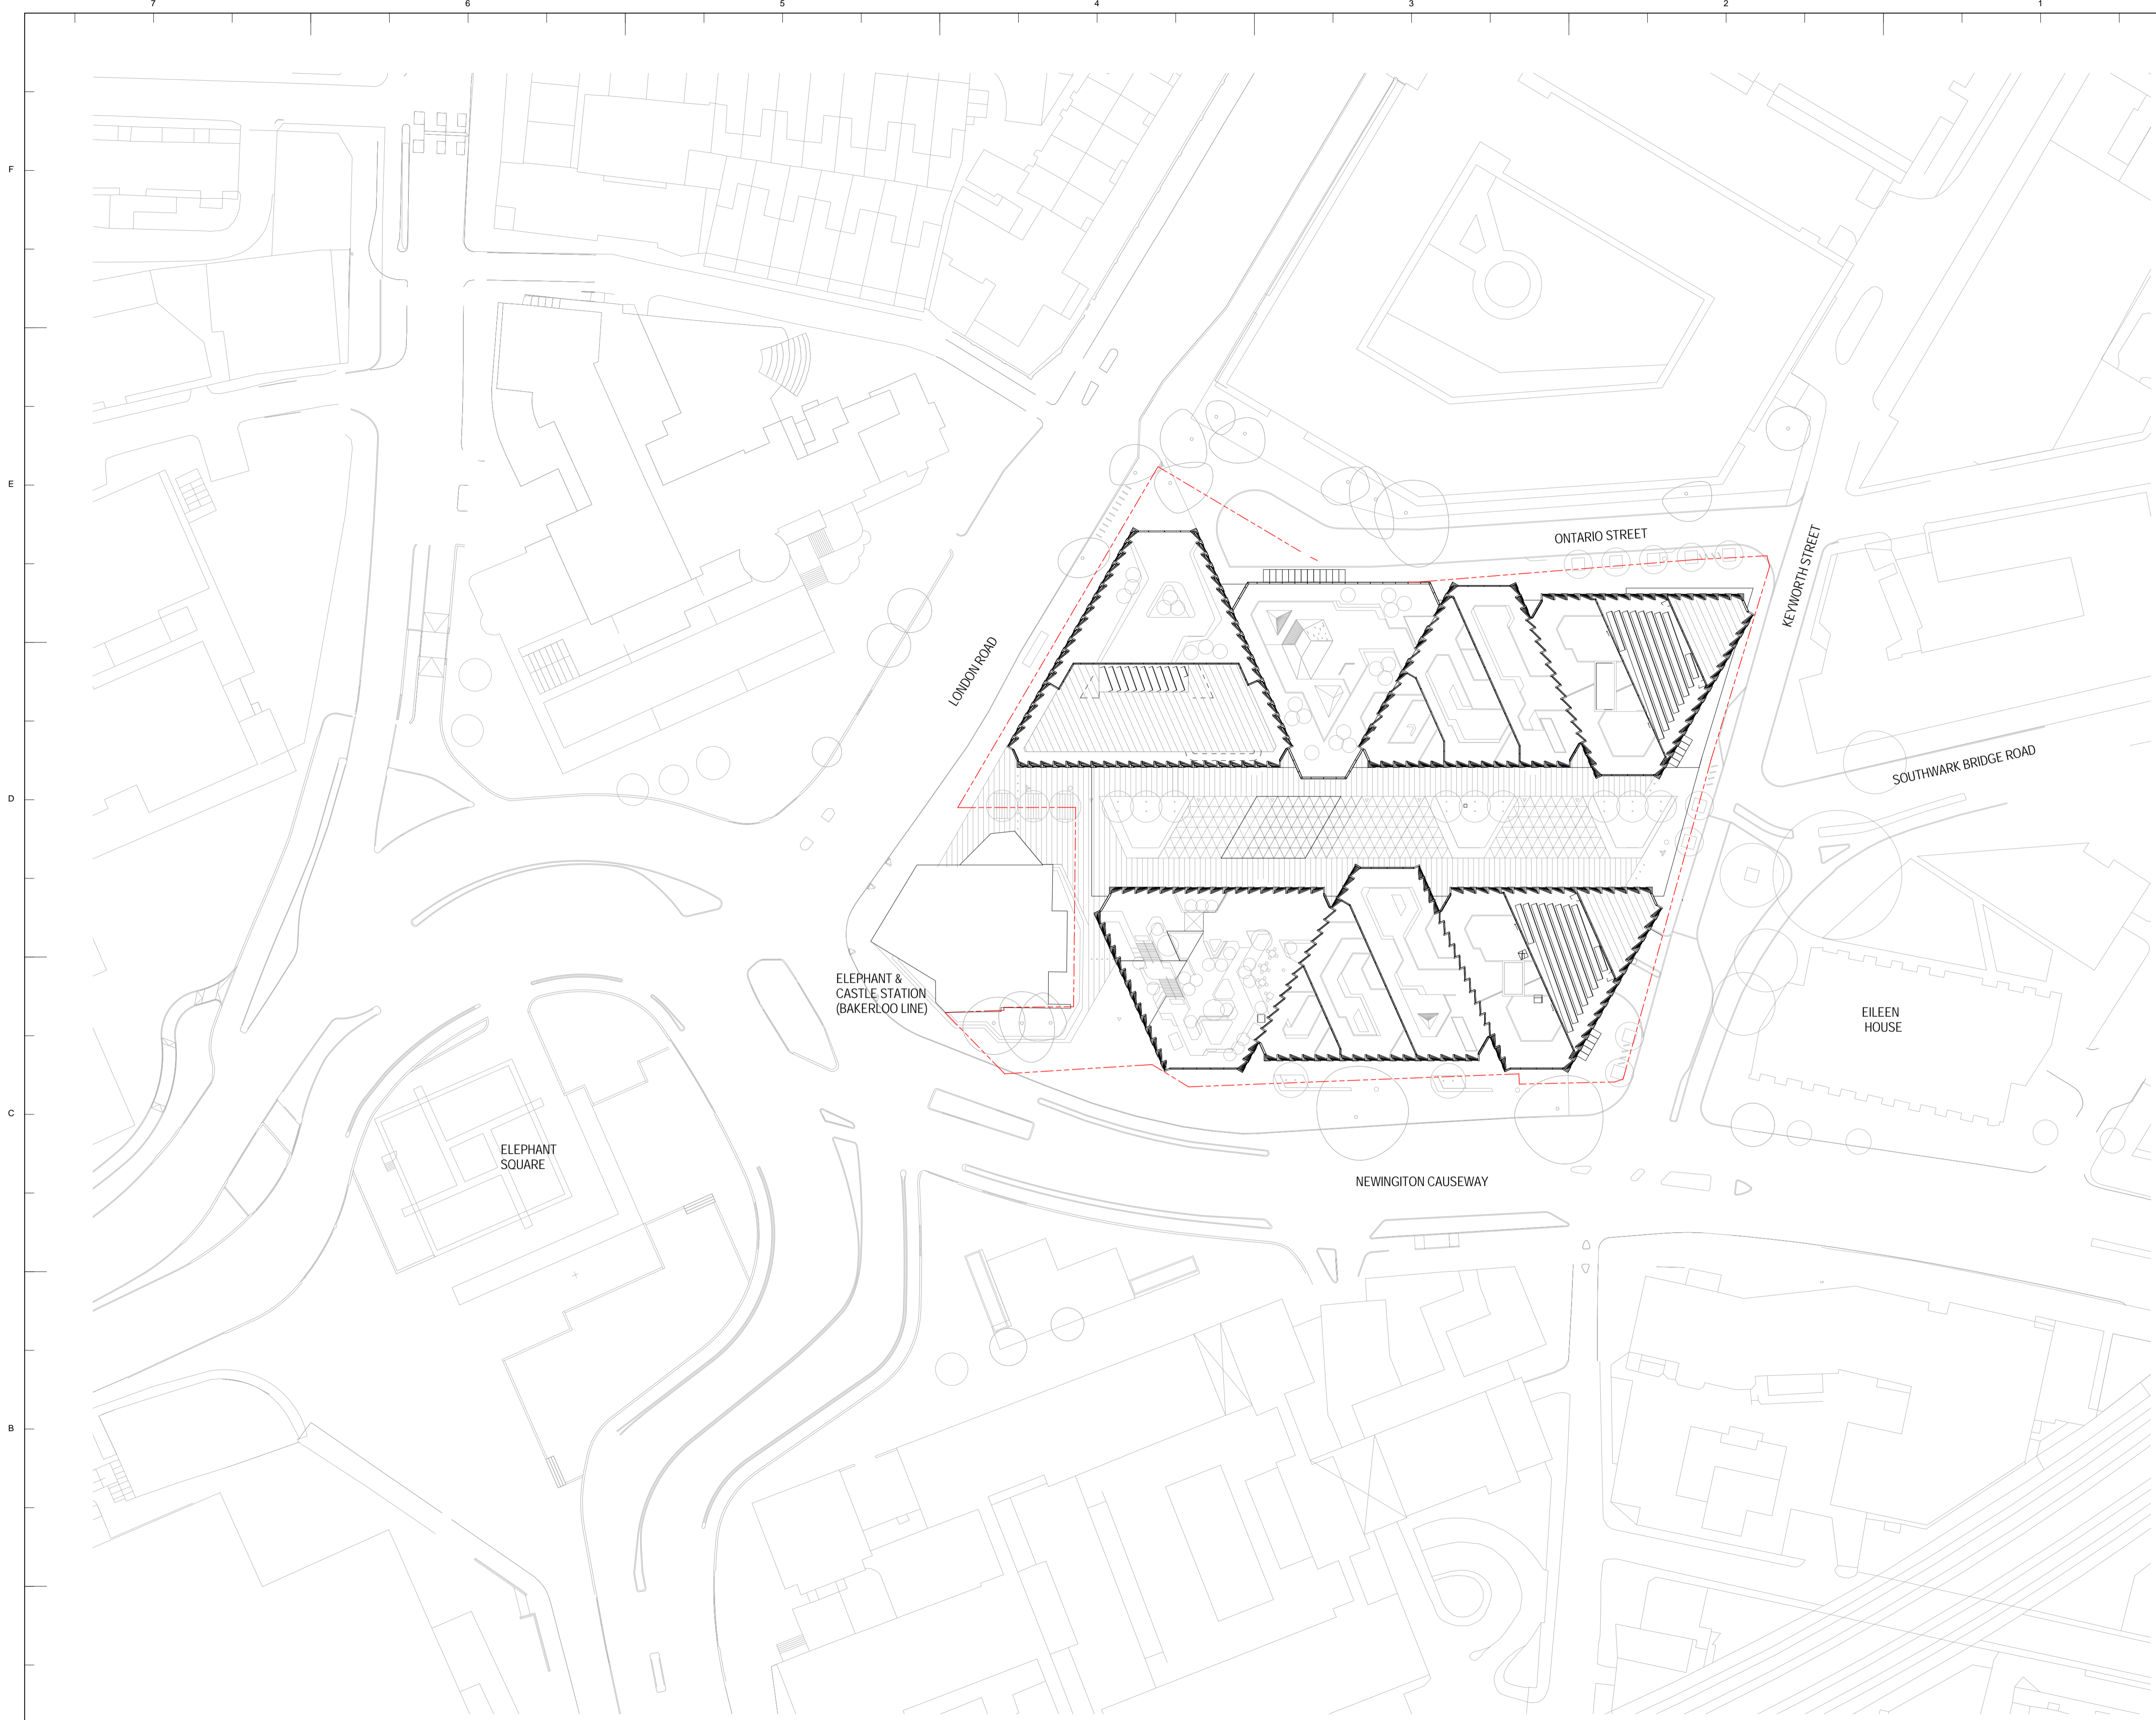 7 6 5 4 3 2 1
F
E
ONTARIO STREET
KEYWORTH STREET
LONDON ROAD
SOUTHWARK BRIDGE ROAD
D
ELEPHANT &
CASTLE STATION
(BAKERLOO LINE)
EILEEN
HOUSE
C
ELEPHANT
SQUARE
NEWINGITON CAUSEWAY
B